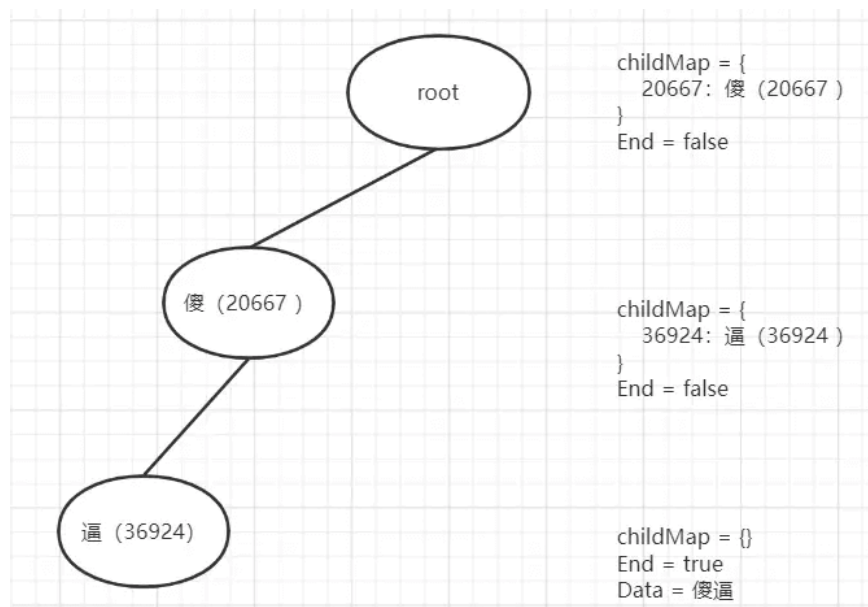 root
childMap = {
20667：傻（20667 ）
}
End = false
傻（20667 ）
childMap = {
36924：逼（36924 ）
}
End = false
逼（36924）
childMap = {}
End = true
Data = 傻逼